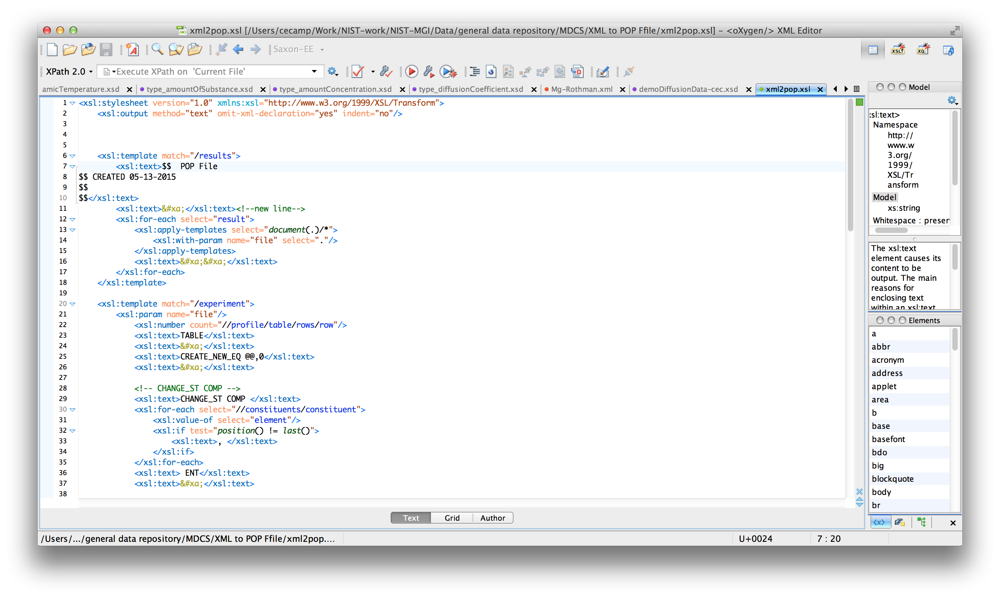 xml2pop.xsl [/Users/cecamp/Work/NIST-work/NIST-MGI/Data/general data repository/MDCS/XML to POP Ffile/xml2pop.xsl] - <oXygen/> XML Editor
Saxon-EE
XSLT XQ
XPath 2.0 Execute XPath on 'Current File'
amicTemperature.xsd type_amountOfSubstance.xsd type_amountConcentration.xsd type_diffusionCoefficient.xsd Mg-Rothman.xml demoDiffusionData-cec.xsd xml2pop.xsl
1 <xsl:stylesheet version="1.0" xmlns:xsl="http://www.w3.org/1999/XSL/Transform">
2 <xsl:output method="text" omit-xml-declaration="yes" indent="no"/>
3
4
5
6 <xsl:template match="/results">
7 <xsl:text>$$  POP File
8 $$ CREATED 05-13-2015
9 $$
10 $$</xsl:text>
11 <xsl:text>&#xa;</xsl:text><!--new line-->
12 <xsl:for-each select="result">
13 <xsl:apply-templates select="document(.)/*">
14 <xsl:with-param name="file" select="."/>
15 </xsl:apply-templates>
16 <xsl:text>&#xa;&#xa;</xsl:text>
17 </xsl:for-each>
18 </xsl:template>
19
20 <xsl:template match="/experiment">
21 <xsl:param name="file"/>
22 <xsl:number count="//profile/table/rows/row"/>
23 <xsl:text>TABLE</xsl:text>
24 <xsl:text>&#xa;</xsl:text>
25 <xsl:text>CREATE_NEW_EQ @@,0</xsl:text>
26 <xsl:text>&#xa;</xsl:text>
27
28 <!-- CHANGE_ST COMP -->
29 <xsl:text>CHANGE_ST COMP </xsl:text>
30 <xsl:for-each select="//constituents/constituent">
31 <xsl:value-of select="element"/>
32 <xsl:if test="position() != last()">
33 <xsl:text>, </xsl:text>
34 </xsl:if>
35 </xsl:for-each>
36 <xsl:text> ENT</xsl:text>
37 <xsl:text>&#xa;</xsl:text>
38
Text Grid Author
Model
xsl:text>
Namespace
http://
www.w
3.org/
1999/
XSL/Tr
ansform
Model
xs:string
Whitespace : preser
The xsl:text
element causes its
content to be
output. The main
reasons for
enclosing text
within an xsl:text
Elements
a
abbr
acronym
address
applet
area
b
base
basefont
bdo
big
blockquote
body
br
/Users/.../general data repository/MDCS/XML to POP Ffile/xml2pop.... U+0024 7 : 20